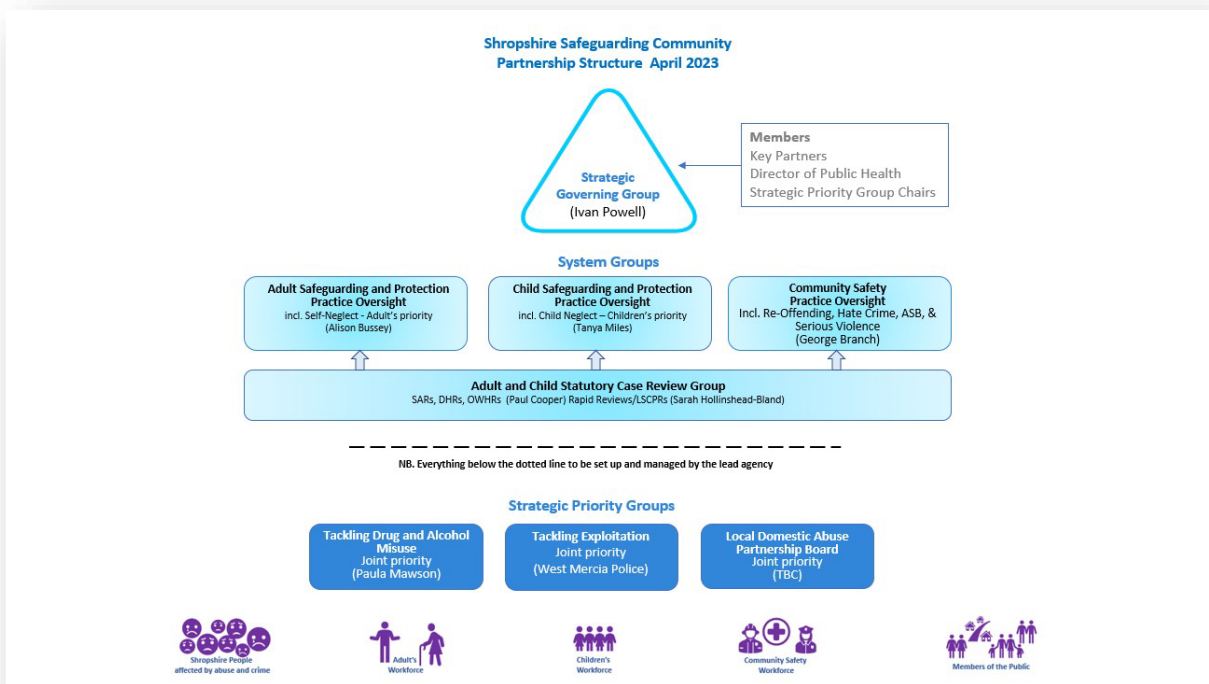 Shropshire Safeguarding Community
Partnership Structure  April 2023
Strategic
Governing Group
(Ivan Powell)
Members
Key Partners
Director of Public Health
Strategic Priority Group Chairs
System Groups
Adult Safeguarding and Protection
Practice Oversight
incl. Self-Neglect - Adult's priority
(Alison Bussey)
Child Safeguarding and Protection
Practice Oversight
incl. Child Neglect – Children's priority
(Tanya Miles)
Community Safety
Practice Oversight
Incl. Re-Offending, Hate Crime, ASB, &
Serious Violence
(George Branch)
Adult and Child Statutory Case Review Group
SARs, DHRs, OWHRs  (Paul Cooper) Rapid Reviews/LSCPRs (Sarah Hollinshead-Bland)
NB. Everything below the dotted line to be set up and managed by the lead agency
Strategic Priority Groups
Tackling Drug and Alcohol
Misuse
Joint priority
(Paula Mawson)
Tackling Exploitation
Joint priority
(West Mercia Police)
Local Domestic Abuse
Partnership Board
Joint priority
(TBC)
Shropshire People
affected by abuse and crime
Adult's
Workforce
Children's
Workforce
Community Safety
Workforce
Members of the Public